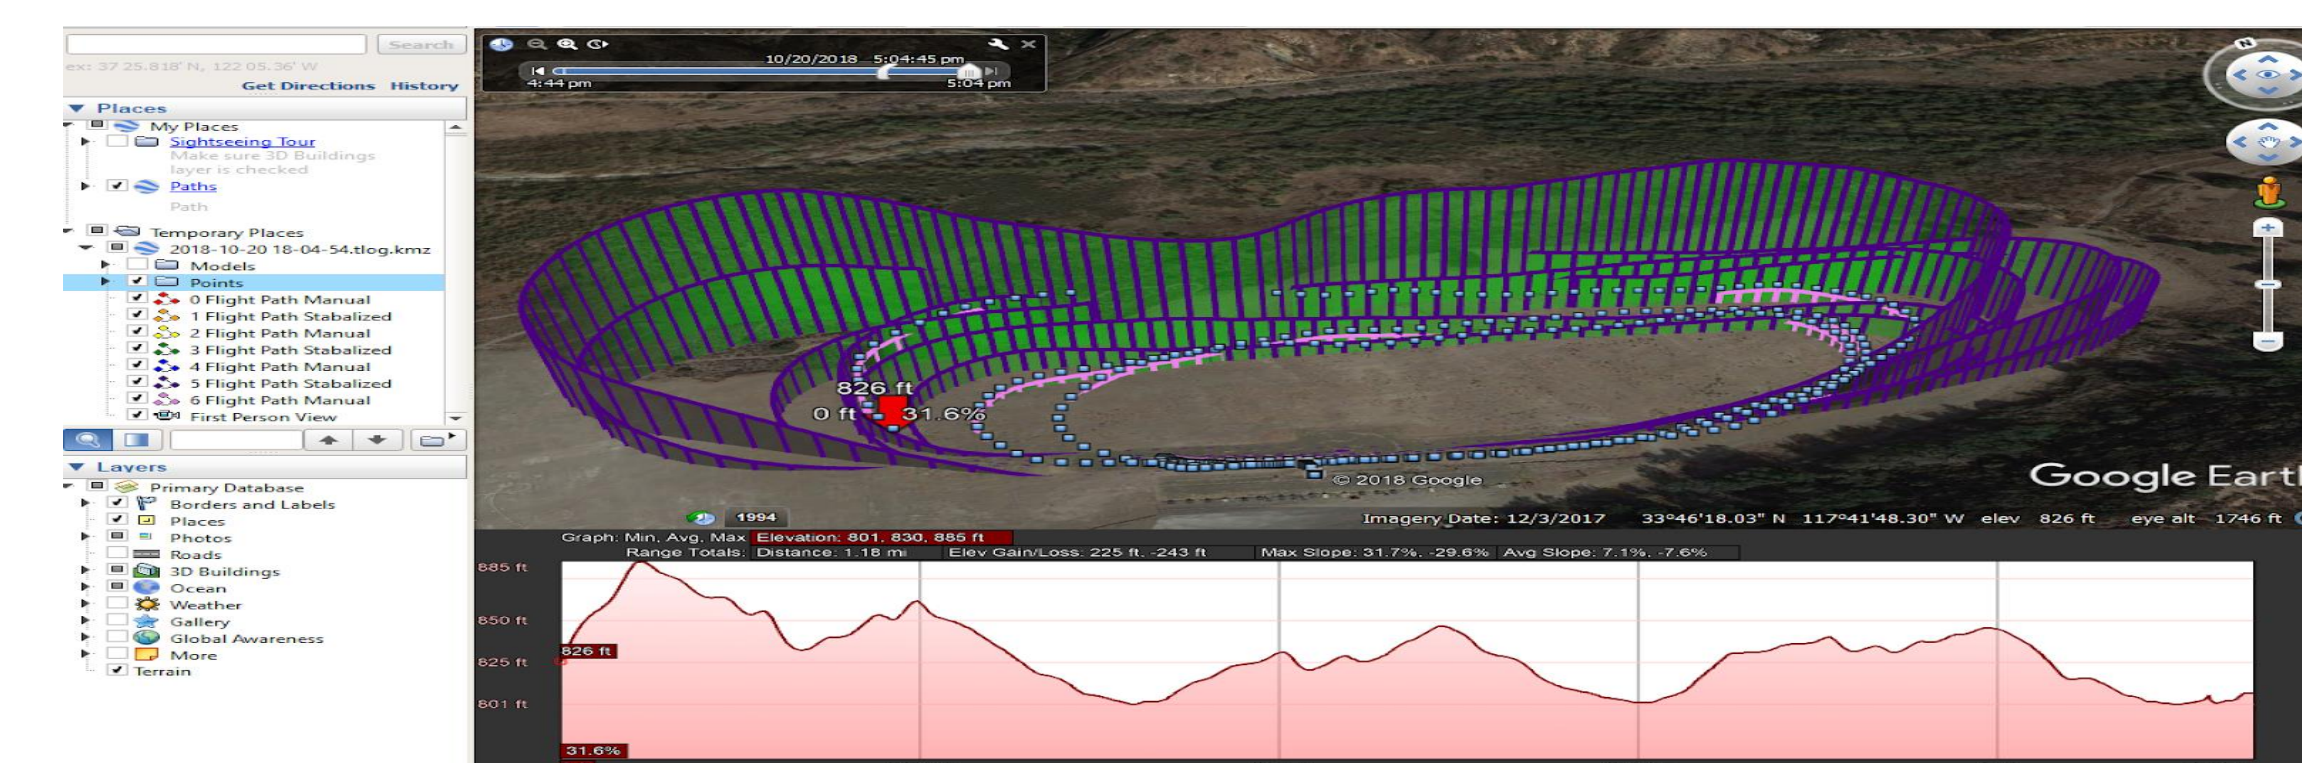 Search
ex: 37 25.818' N, 122 05.36' W
Get Directions History
Places
My Places
Sightseeing Tour
Make sure 3D Buildings
layer is checked
Paths
Path
Temporary Places
2018-10-20 18-04-54.tlog.kmz
Models
Points
0 Flight Path Manual
1 Flight Path Stabalized
2 Flight Path Manual
3 Flight Path Stabalized
4 Flight Path Manual
5 Flight Path Stabalized
6 Flight Path Manual
First Person View
Layers
Primary Database
Borders and Labels
Places
Photos
Roads
3D Buildings
Ocean
Weather
Gallery
Global Awareness
More
Terrain
10/20/2018 5:04:45 pm
4:44 pm 5:04 pm
N
826 ft
0 ft 31.6%
© 2018 Google
Google Earth
1994
Imagery Date: 12/3/2017 33°46'18.03" N 117°41'48.30" W elev 826 ft eye alt 1746 ft
Graph: Min, Avg, Max Elevation: 801, 830, 885 ft
Range Totals: Distance: 1.18 mi Elev Gain/Loss: 225 ft, -243 ft Max Slope: 31.7%, -29.6% Avg Slope: 7.1%, -7.6%
885 ft
850 ft
826 ft
825 ft
801 ft
31.6%